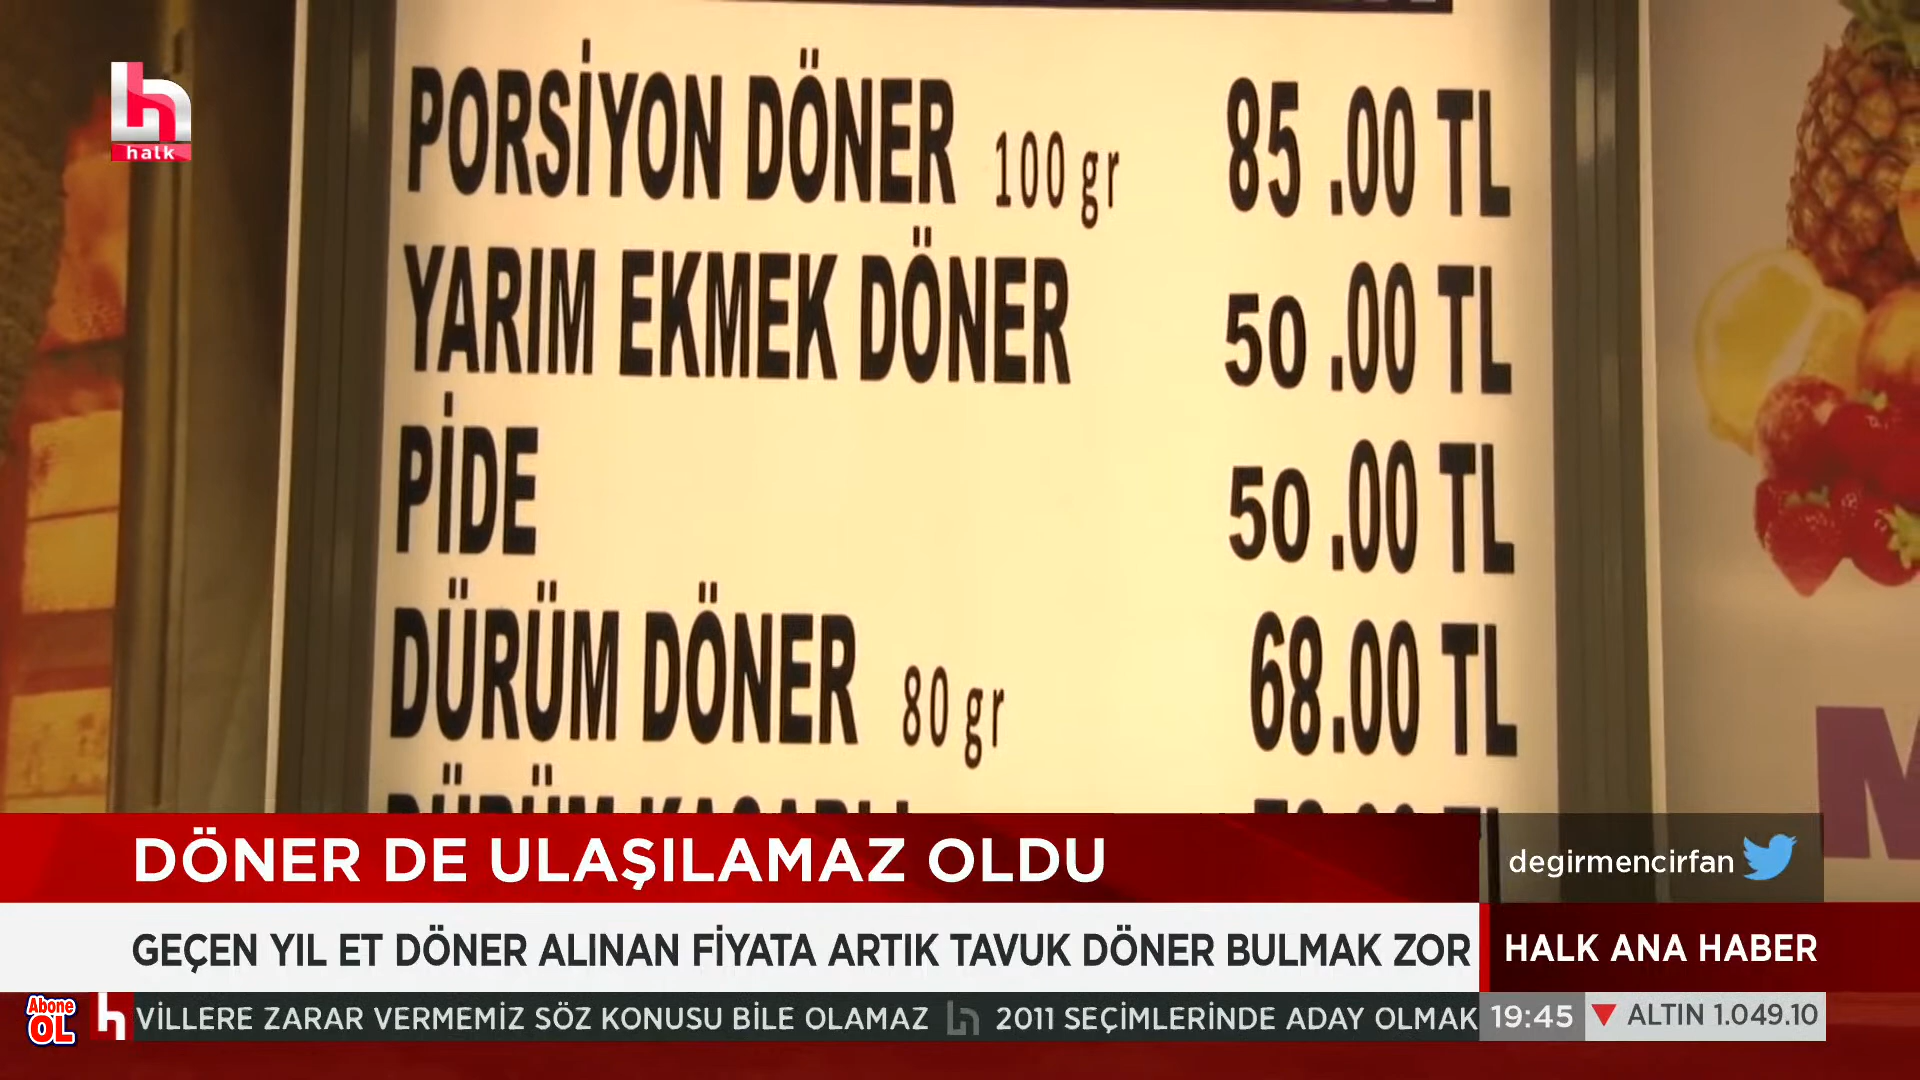 halk
PORSİYON DÖNER 100 gr 85.00 TL
YARIM EKMEK DÖNER 50.00 TL
PİDE 50.00 TL
DÜRÜM DÖNER 80 gr 68.00 TL
DÜRÜM KAŞARLI
DÖNER DE ULAŞILAMAZ OLDU
degirmencirfan
GEÇEN YIL ET DÖNER ALINAN FİYATA ARTIK TAVUK DÖNER BULMAK ZOR
HALK ANA HABER
Abone OL
VİLLERE ZARAR VERMEMİZ SÖZ KONUSU BİLE OLAMAZ 2011 SEÇİMLERİNDE ADAY OLMAK 19:45 ALTIN 1.049.10